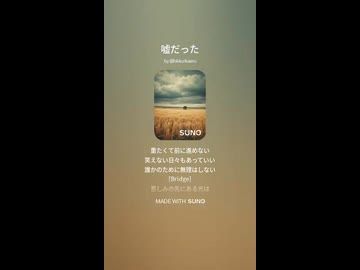 嘘だった
SUNO
重たくて前に進めない
笑えない日々もあっていい
誰かのために無理はしない
[Bridge]
苦しみの先にある光は
MADE WITH SUNO